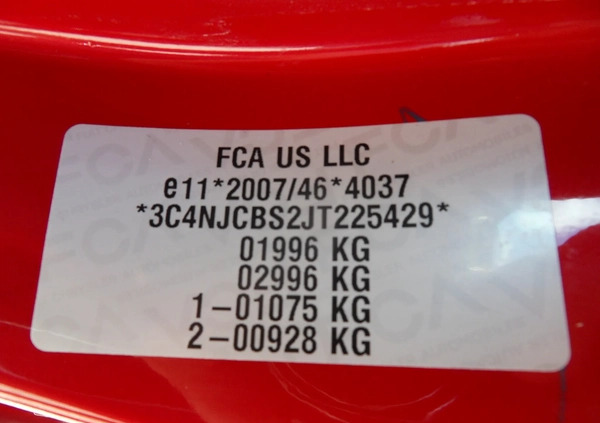 FCA US LLC
e11*2007/46*4037
*3C4NJCBS2JT225429*
01996 KG
02996 KG
1-01075 KG
2-00928 KG